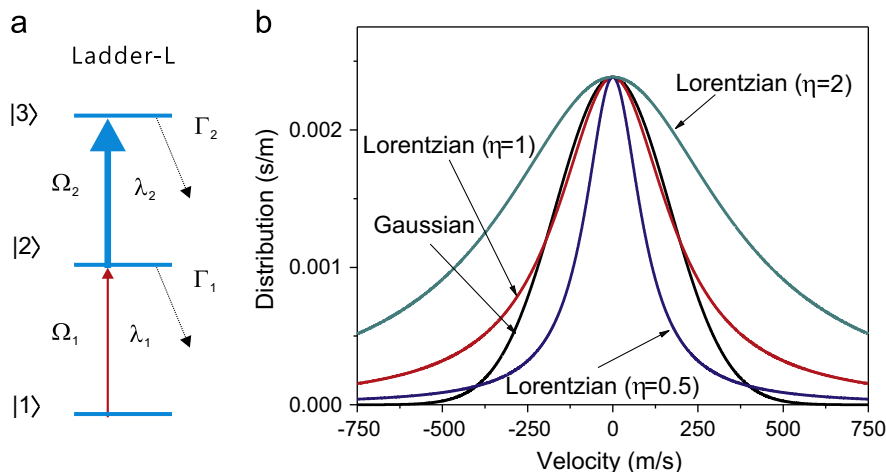 a
Ladder-L
|3⟩
Γ2
Ω2
λ2
|2⟩
Γ1
Ω1
λ1
|1⟩
b
Distribution (s/m)
0.002
0.001
0.000
Lorentzian (η=2)
Lorentzian (η=1)
Gaussian
Lorentzian (η=0.5)
-750
-500
-250
0
250
500
750
Velocity (m/s)